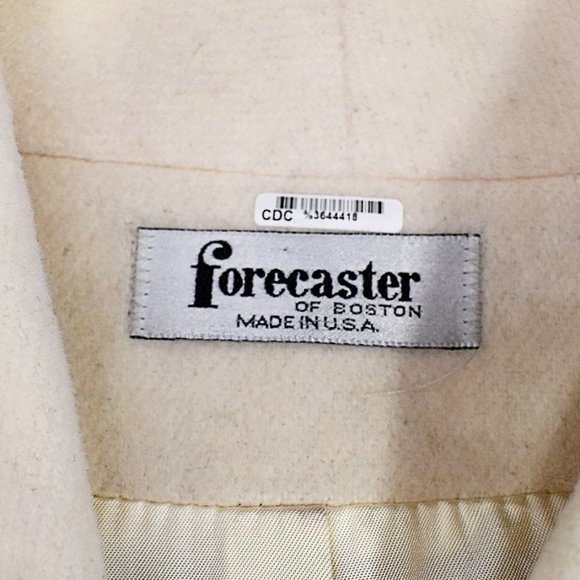 CDC %3644418
forecaster
OF BOSTON
MADE IN U.S.A.